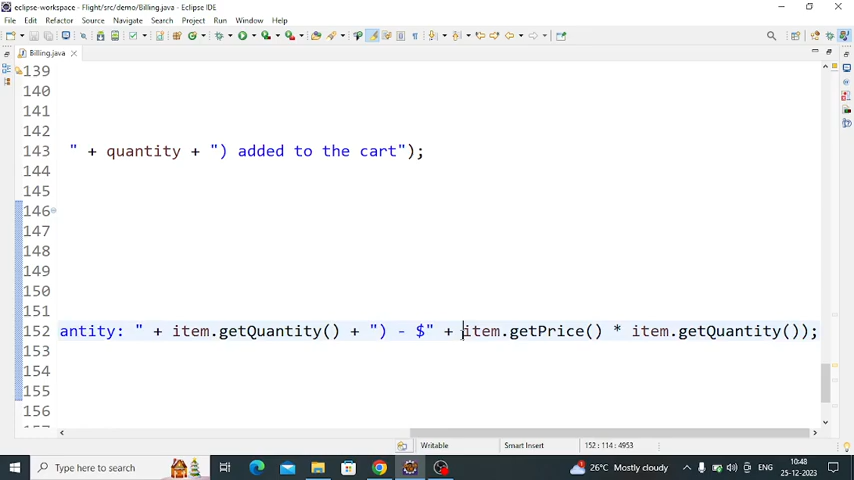 eclipse-workspace - Flight/src/demo/Billing.java - Eclipse IDE
File Edit Refactor Source Navigate Search Project Run Window Help
Billing.java
139
140
141
142
143 " + quantity + ") added to the cart");
144
145
146
147
148
149
150
151
152 antity: " + item.getQuantity() + ") - $" + item.getPrice() * item.getQuantity());
153
154
155
156
Writable Smart Insert 152 : 114 : 4953
Type here to search 26°C Mostly cloudy ENG 10:48
25-12-2023